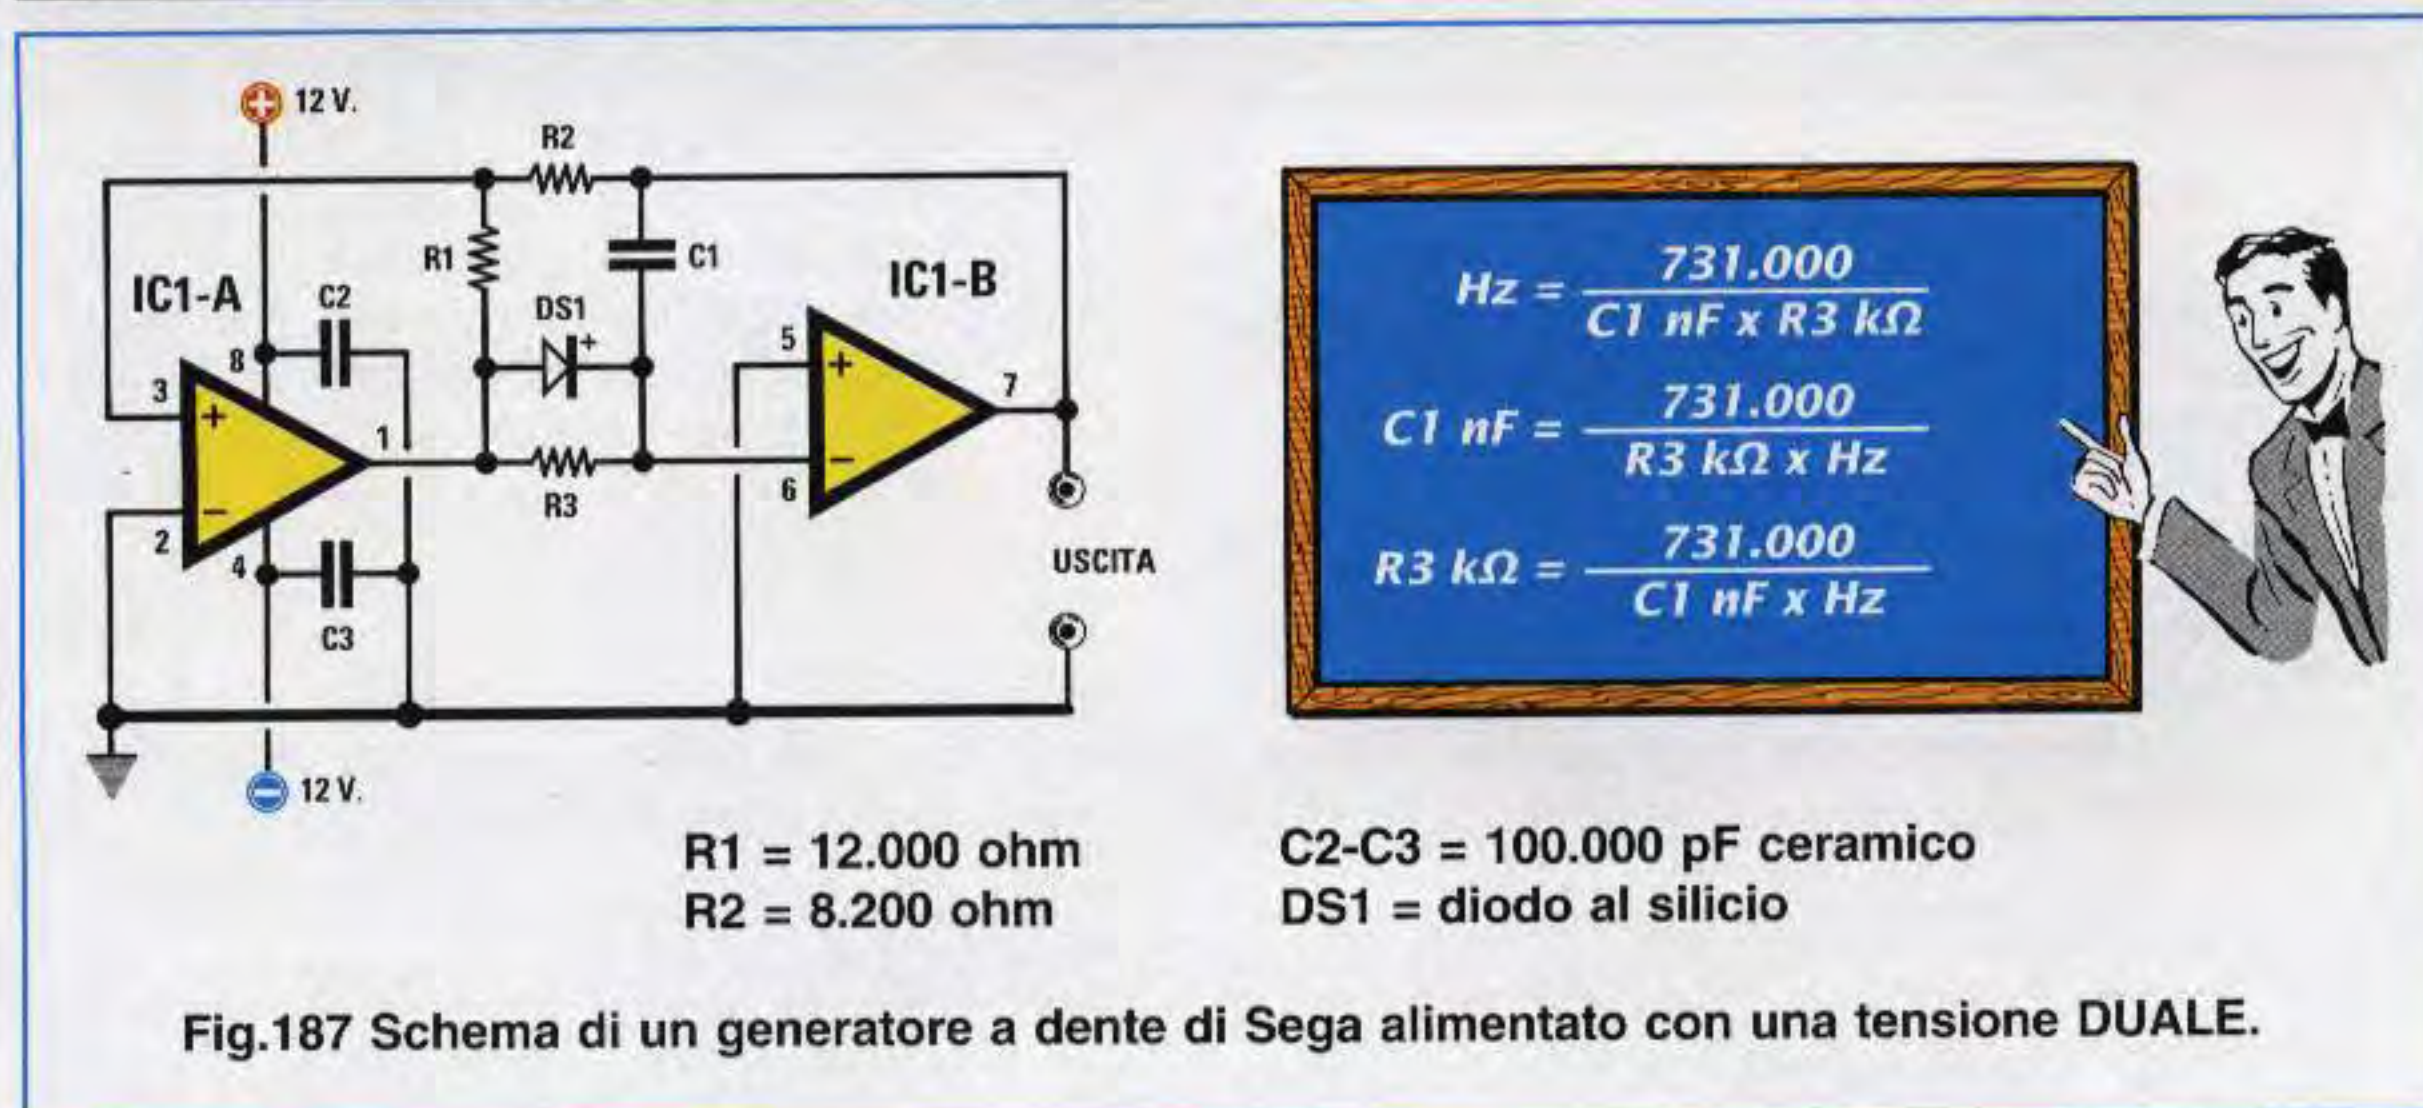 12 V.
R2
R1
C1
IC1-A
C2
DS1
+
IC1-B
8
3
+
5
+
7
1
−
2
4
R3
−
6
C3
USCITA
12 V.
Hz = 731.000 / C1 nF x R3 kΩ
C1 nF = 731.000 / R3 kΩ x Hz
R3 kΩ = 731.000 / C1 nF x Hz
R1 = 12.000 ohm
R2 = 8.200 ohm
C2-C3 = 100.000 pF ceramico
DS1 = diodo al silicio
Fig.187 Schema di un generatore a dente di Sega alimentato con una tensione DUALE.